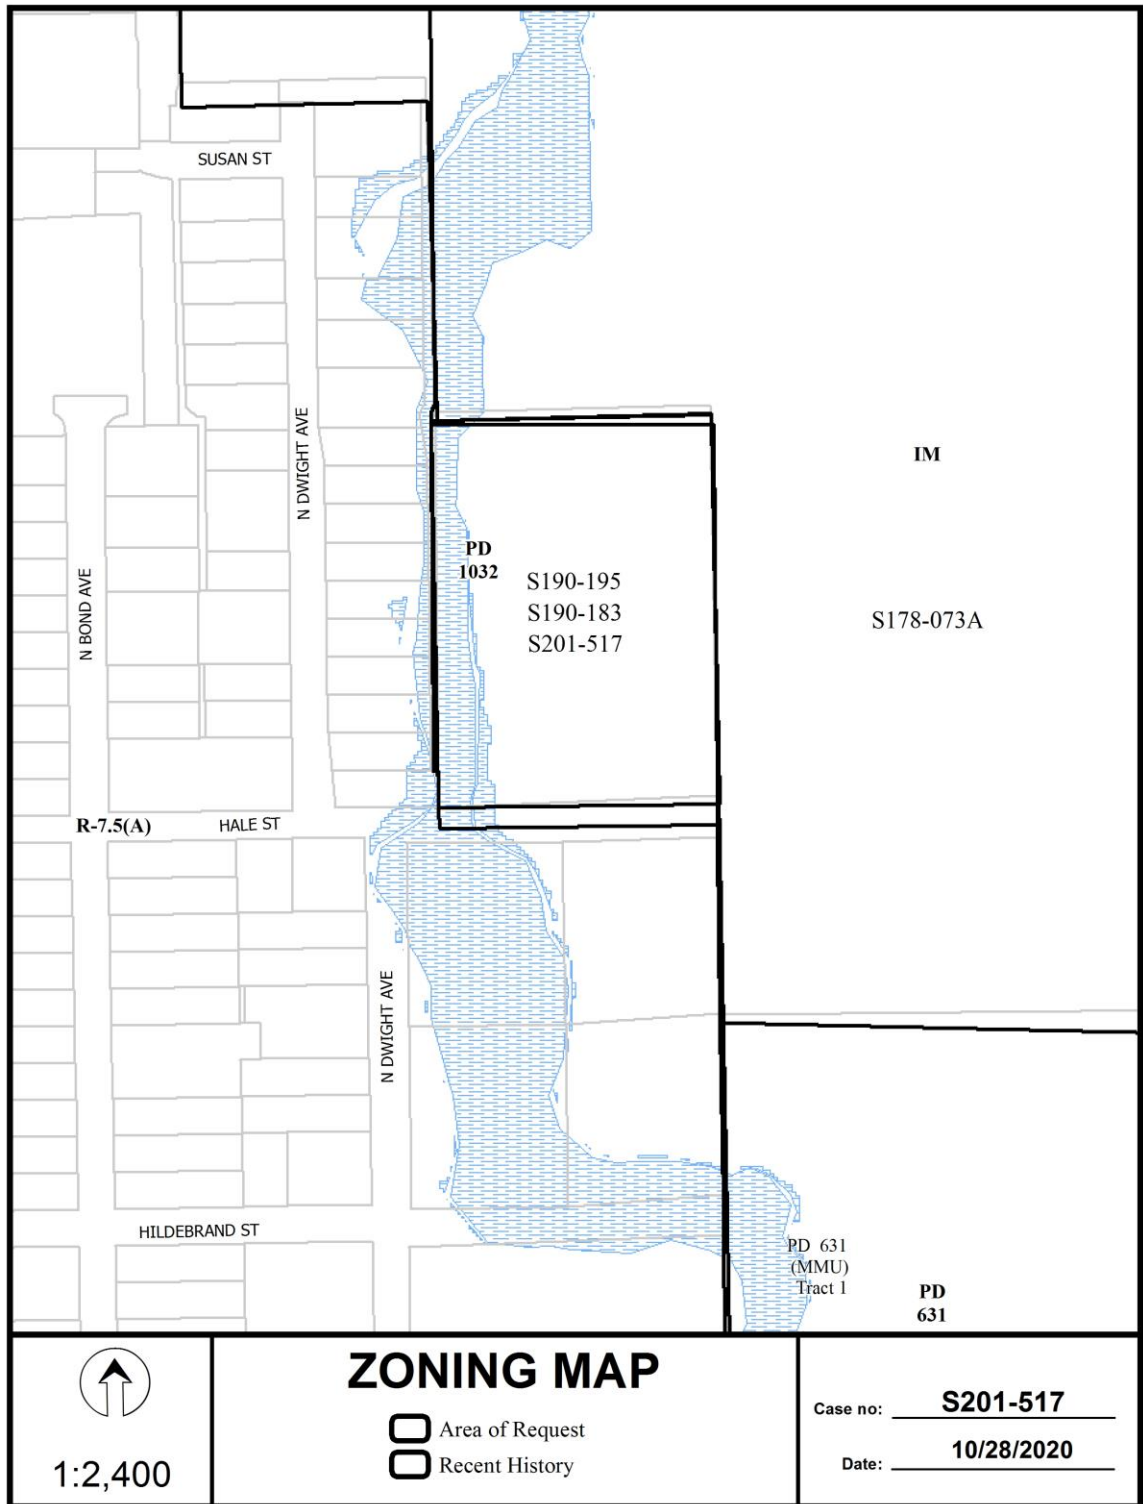 SUSAN ST
N DWIGHT AVE
IM
PD
1032
S190-195
S190-183
S201-517
S178-073A
N BOND AVE
R-7.5(A)
HALE ST
N DWIGHT AVE
HILDEBRAND ST
PD 631
(MMU)
Tract 1
PD
631
1:2,400
ZONING MAP
Area of Request
Recent History
Case no: S201-517
Date: 10/28/2020